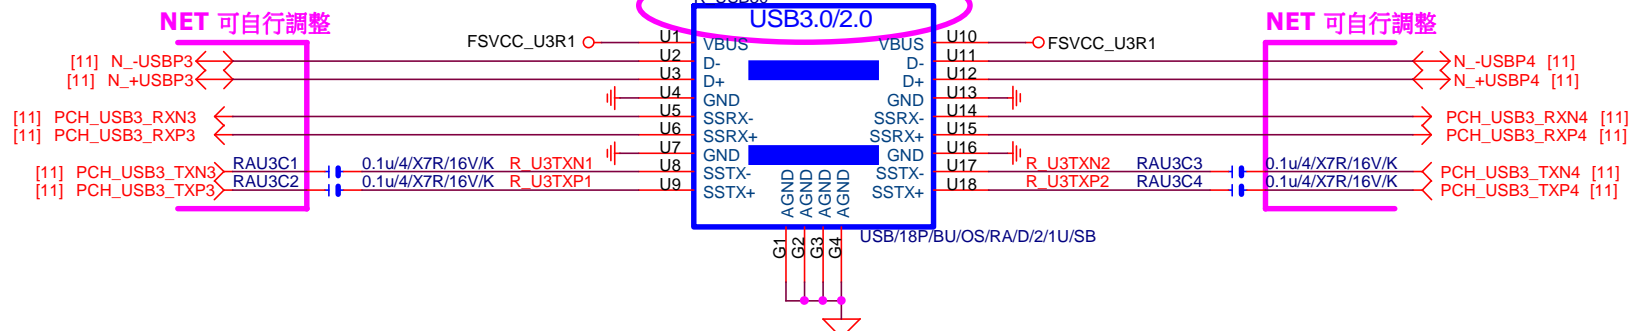 NET 可自行調整
USB3.0/2.0
NET 可自行調整
FSVCC_U3R1 U1 VBUS VBUS U10 FSVCC_U3R1
[11] N_-USBP3 U2 D- D- U11 N_-USBP4 [11]
[11] N_+USBP3 U3 D+ D+ U12 N_+USBP4 [11]
U4 GND GND U13
[11] PCH_USB3_RXN3 U5 SSRX- SSRX- U14 PCH_USB3_RXN4 [11]
[11] PCH_USB3_RXP3 U6 SSRX+ SSRX+ U15 PCH_USB3_RXP4 [11]
U7 GND GND U16
[11] PCH_USB3_TXN3 RAU3C1 0.1u/4/X7R/16V/K R_U3TXN1 U8 SSTX- SSTX- U17 R_U3TXN2 RAU3C3 0.1u/4/X7R/16V/K PCH_USB3_TXN4 [11]
[11] PCH_USB3_TXP3 RAU3C2 0.1u/4/X7R/16V/K R_U3TXP1 U9 SSTX+ SSTX+ U18 R_U3TXP2 RAU3C4 0.1u/4/X7R/16V/K PCH_USB3_TXP4 [11]
AGND AGND AGND AGND
G1 G2 G3 G4
USB/18P/BU/OS/RA/D/2/1U/SB